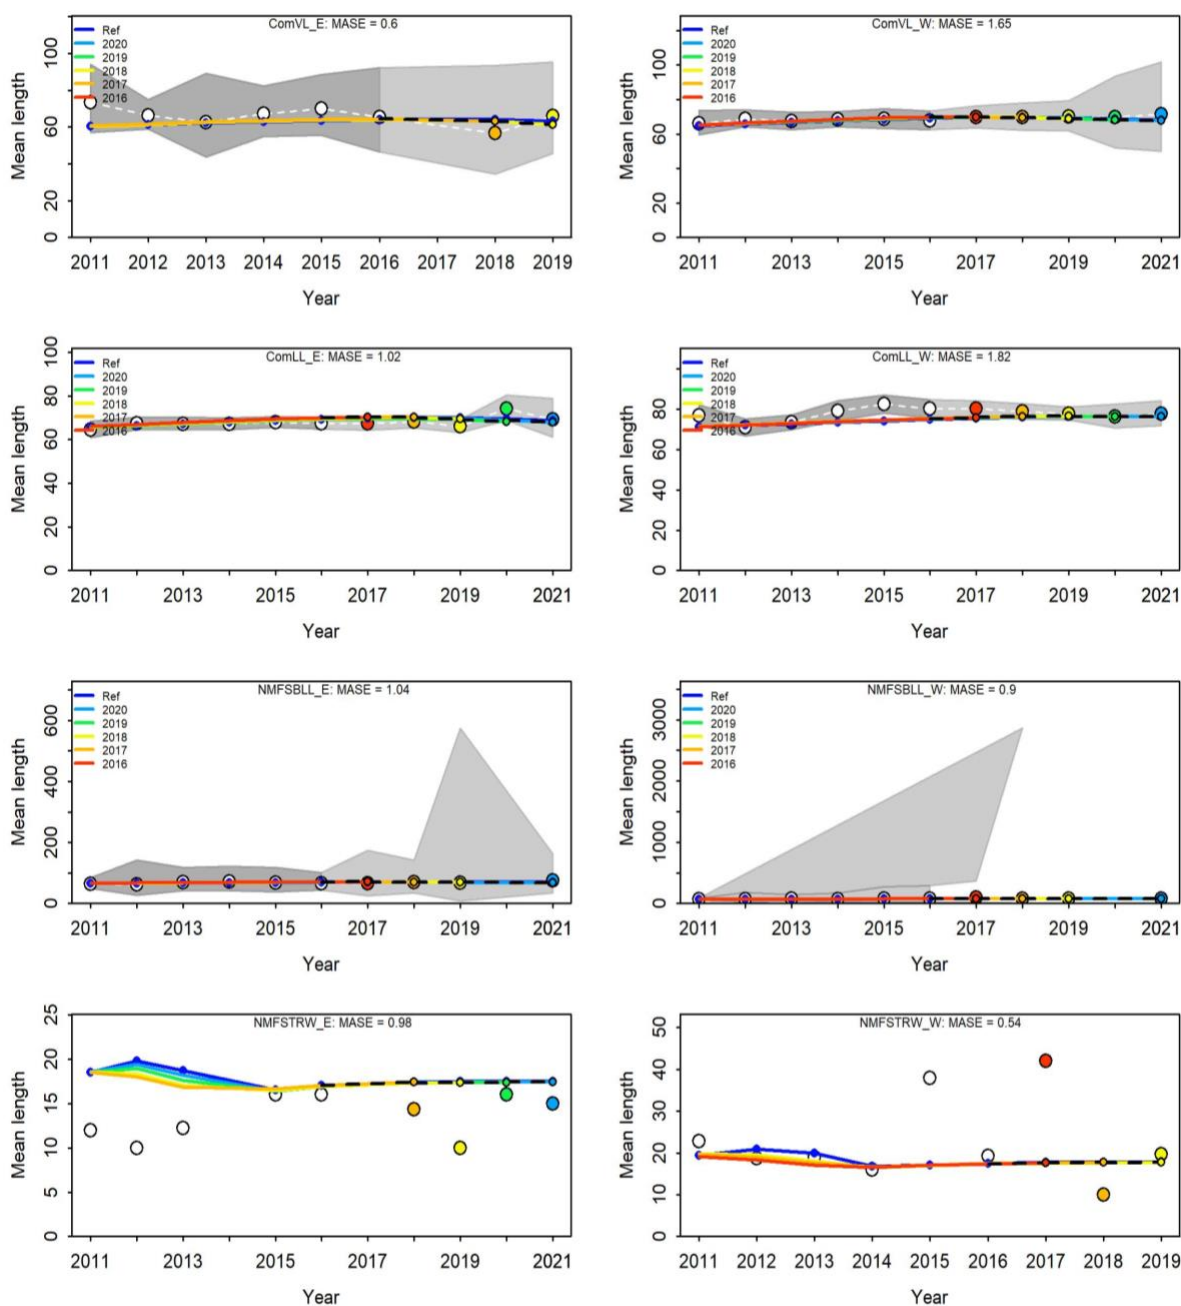 ComVL_E: MASE = 0.6
Ref
2020
2019
2018
2017
2016
Mean length
0 20 60 100
2011 2012 2013 2014 2015 2016 2017 2018 2019
Year
ComVL_W: MASE = 1.65
Ref
2020
2019
2018
2017
2016
Mean length
0 20 60 100
2011 2013 2015 2017 2019 2021
Year
ComLL_E: MASE = 1.02
Ref
2020
2019
2018
2017
2016
Mean length
0 20 40 60 80 100
2011 2013 2015 2017 2019 2021
Year
ComLL_W: MASE = 1.82
Ref
2020
2019
2018
2017
2016
Mean length
0 20 40 60 80
2011 2013 2015 2017 2019 2021
Year
NMFSBLL_E: MASE = 1.04
Ref
2020
2019
2018
2017
2016
Mean length
0 200 400 600
2011 2013 2015 2017 2019 2021
Year
NMFSBLL_W: MASE = 0.9
Ref
2020
2019
2018
2017
2016
Mean length
0 1000 2000 3000
2011 2013 2015 2017 2019 2021
Year
NMFSTRW_E: MASE = 0.98
Mean length
0 5 10 15 20 25
2011 2013 2015 2017 2019 2021
Year
NMFSTRW_W: MASE = 0.54
Mean length
0 10 20 30 40 50
2011 2012 2013 2014 2015 2016 2017 2018 2019
Year